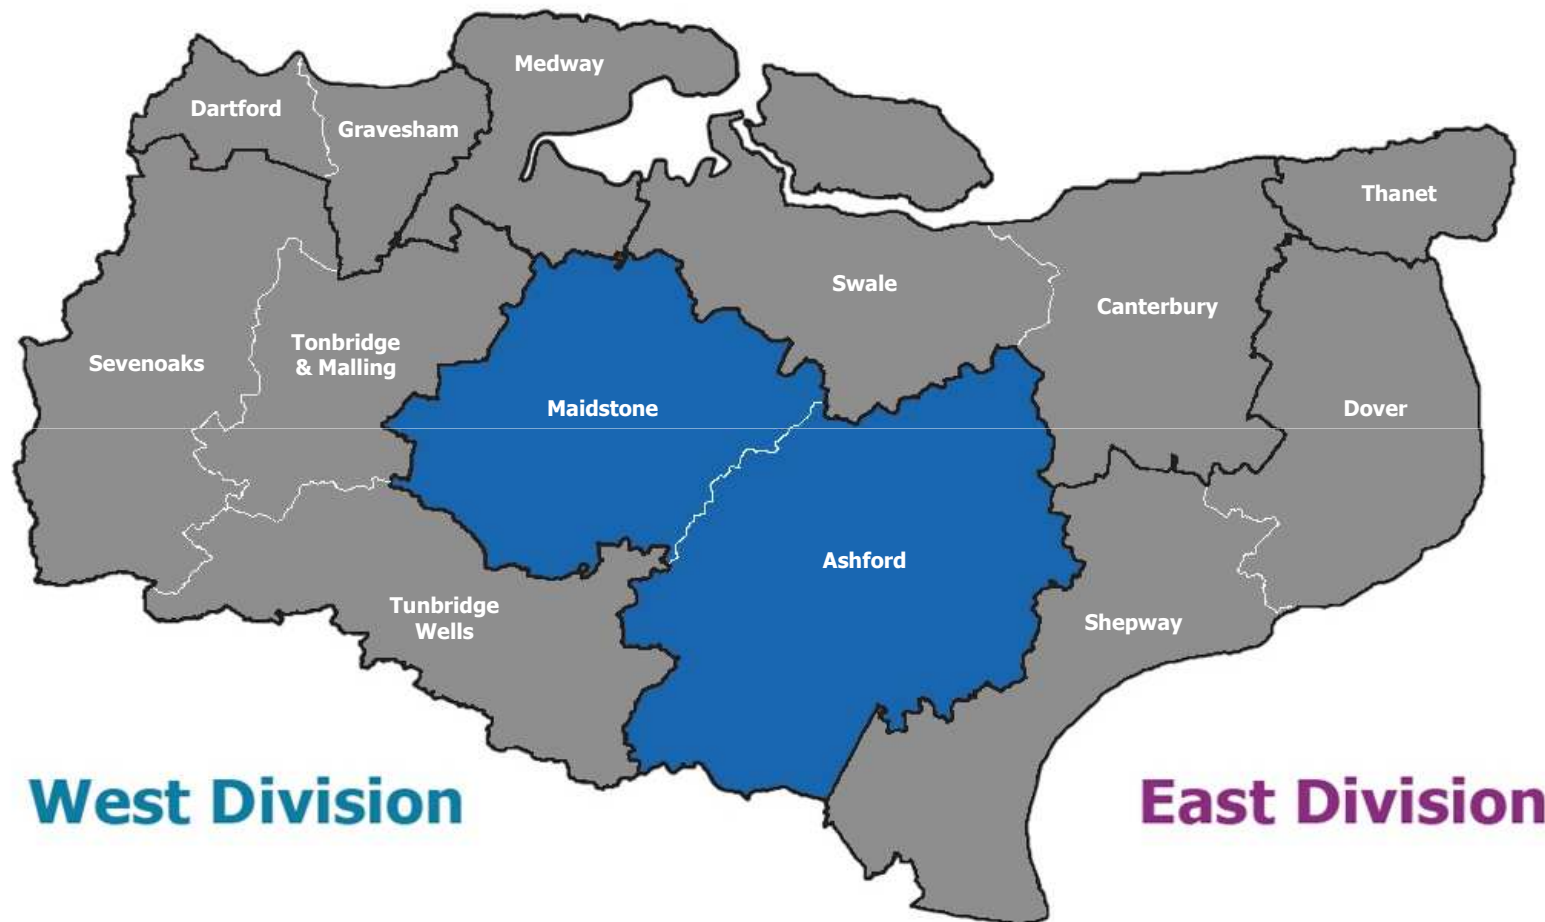 Medway
Dartford
Gravesham
Thanet
Swale
Canterbury
Tonbridge
& Malling
Sevenoaks
Maidstone
Dover
Ashford
Tunbridge
Wells
Shepway
West Division
East Division